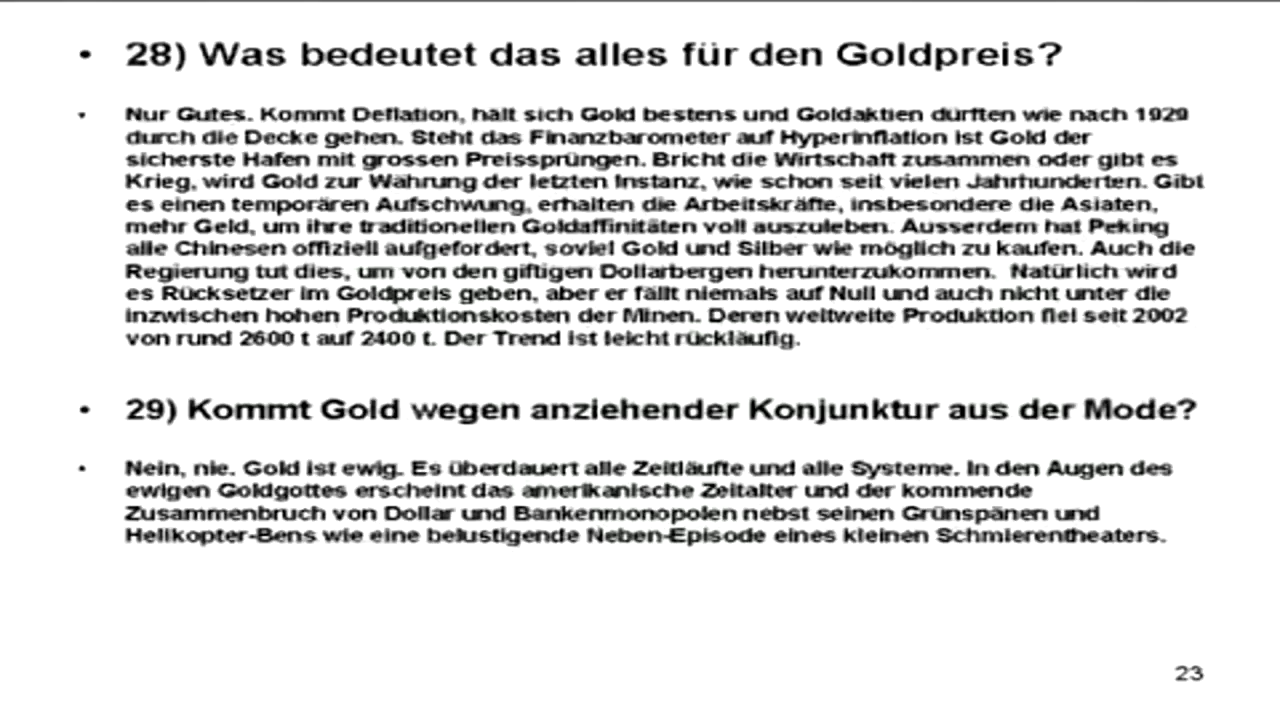 • 28) Was bedeutet das alles für den Goldpreis?
• Nur Gutes. Kommt Deflation, hält sich Gold bestens und Goldaktien dürften wie nach 1929
durch die Decke gehen. Steht das Finanzbarometer auf Hyperinflation ist Gold der
sicherste Hafen mit grossen Preissprüngen. Bricht die Wirtschaft zusammen oder gibt es
Krieg, wird Gold zur Währung der letzten Instanz, wie schon seit vielen Jahrhunderten. Gibt
es einen temporären Aufschwung, erhalten die Arbeitskräfte, insbesondere die Asiaten,
mehr Geld, um ihre traditionellen Goldaffinitäten voll auszuleben. Ausserdem hat Peking
alle Chinesen offiziell aufgefordert, soviel Gold und Silber wie möglich zu kaufen. Auch die
Regierung tut dies, um von den giftigen Dollarbergen herunterzukommen. Natürlich wird
es Rücksetzer im Goldpreis geben, aber er fällt niemals auf Null und auch nicht unter die
inzwischen hohen Produktionskosten der Minen. Deren weltweite Produktion fiel seit 2002
von rund 2600 t auf 2400 t. Der Trend ist leicht rückläufig.
• 29) Kommt Gold wegen anziehender Konjunktur aus der Mode?
• Nein, nie. Gold ist ewig. Es überdauert alle Zeitläufte und alle Systeme. In den Augen des
ewigen Goldgottes erscheint das amerikanische Zeitalter und der kommende
Zusammenbruch von Dollar und Bankenmonopolen nebst seinen Grünspänen und
Helikopter-Bens wie eine belustigende Neben-Episode eines kleinen Schmierentheaters.
23